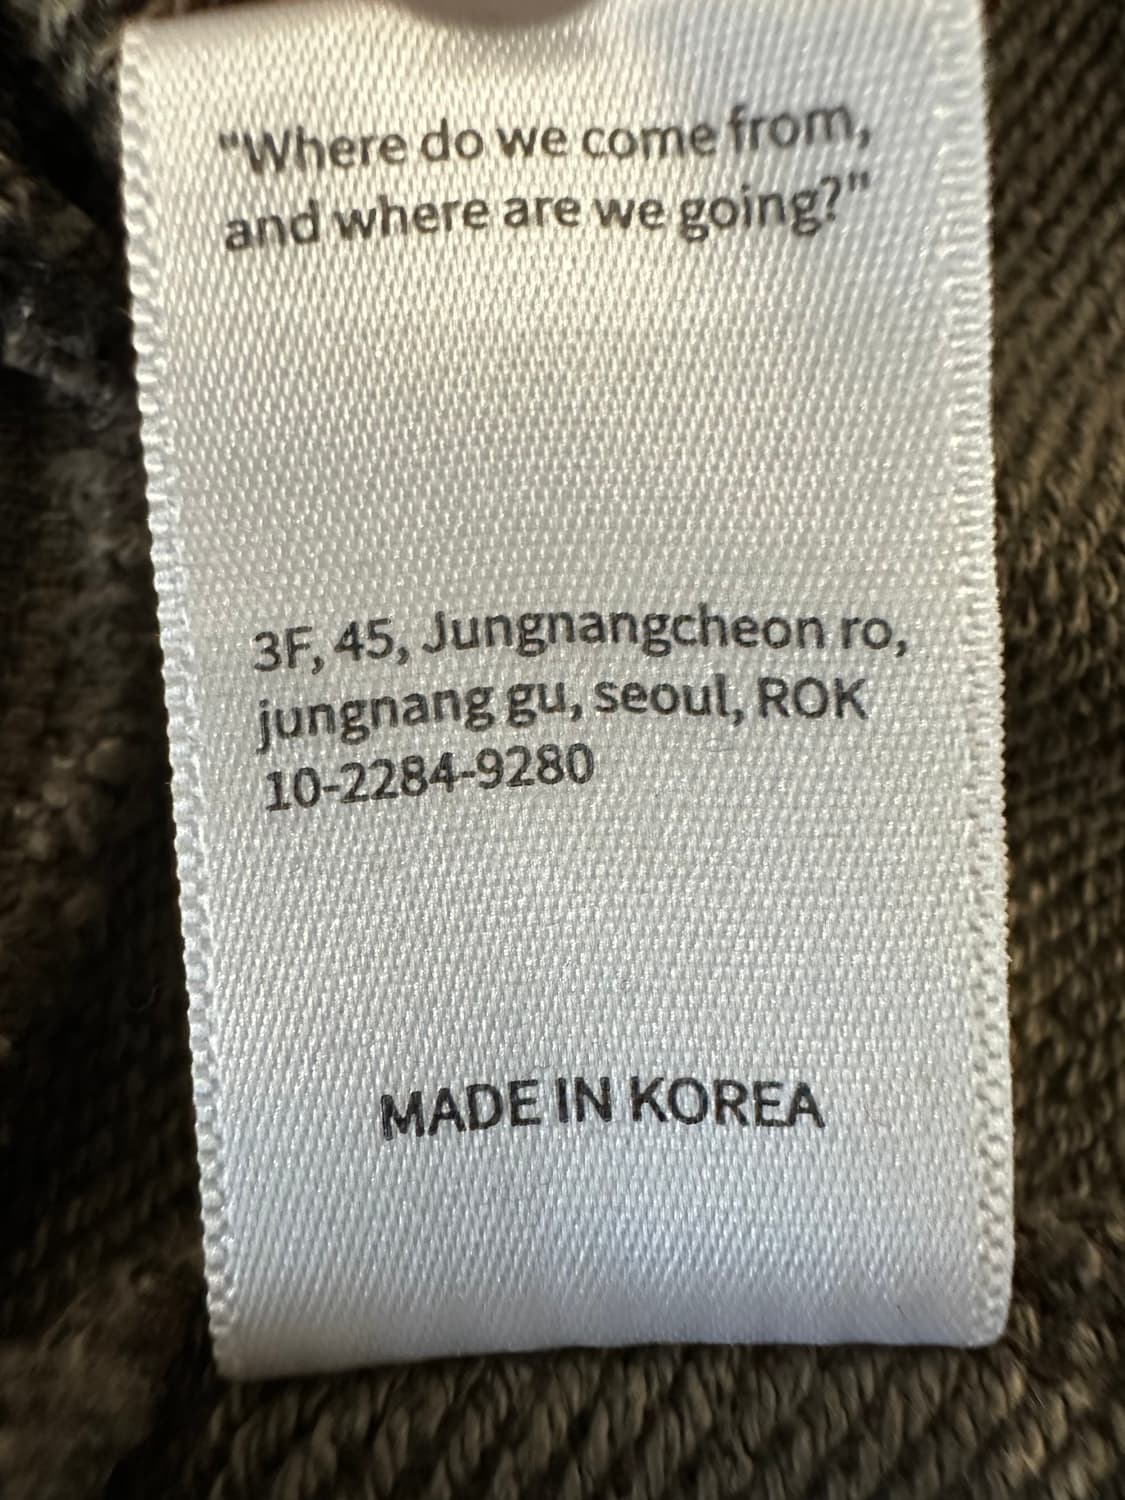 "Where do we come from,
and where are we going?"
3F, 45, Jungnangcheon ro,
jungnang gu, seoul, ROK
10-2284-9280
MADE IN KOREA